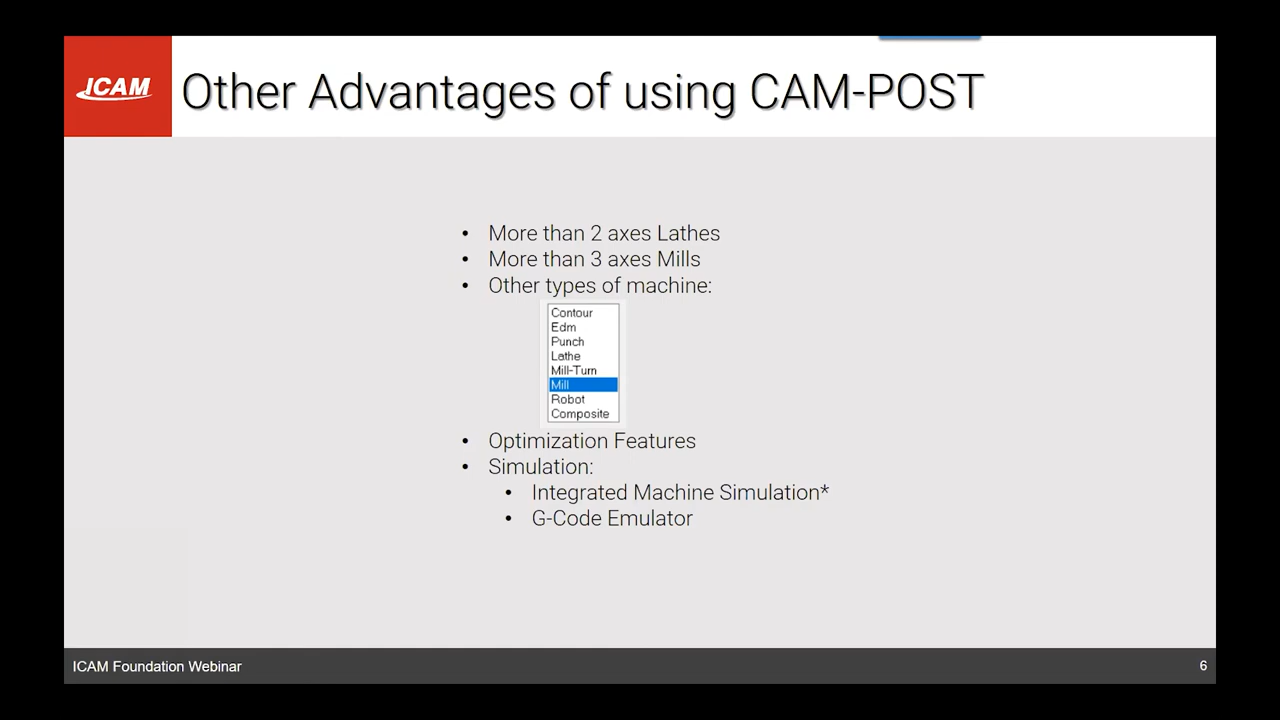 ICAM
Other Advantages of using CAM-POST
• More than 2 axes Lathes
• More than 3 axes Mills
• Other types of machine:
Contour
Edm
Punch
Lathe
Mill-Turn
Mill
Robot
Composite
• Optimization Features
• Simulation:
• Integrated Machine Simulation*
• G-Code Emulator
ICAM Foundation Webinar
6